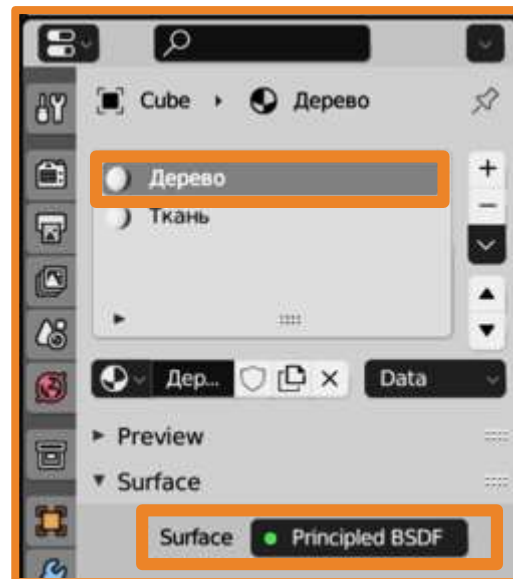 Cube › Дерево
Дерево
Ткань
Дер... Data
Preview
Surface
Surface Principled BSDF